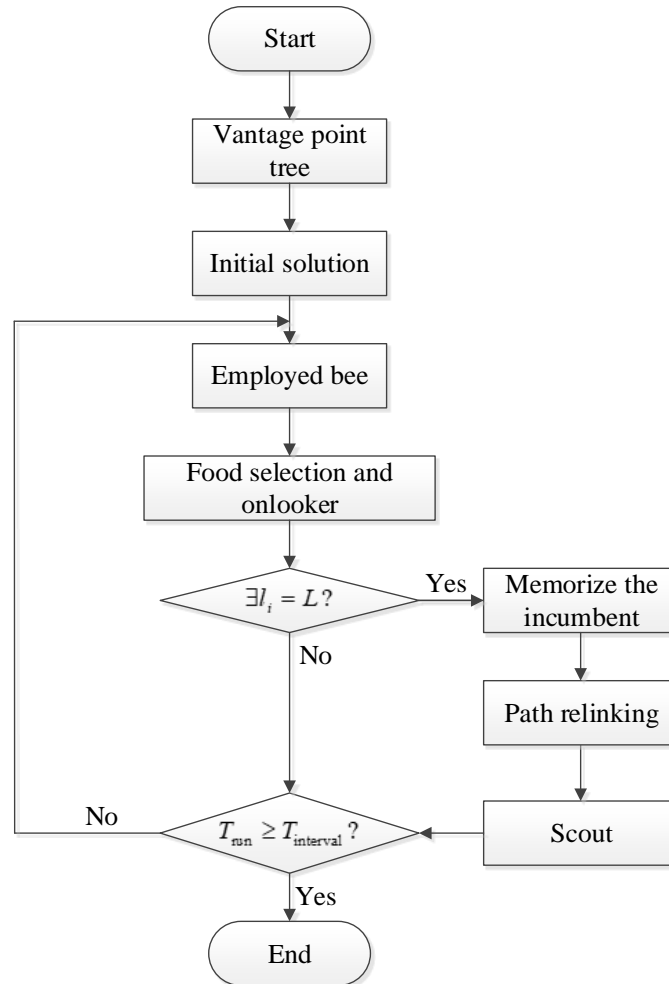 Start
Vantage point
tree
Initial solution
Employed bee
Food selection and
onlooker
∃l_i = L?
Yes
Memorize the
incumbent
No
Path relinking
No
T_run ≥ T_interval?
Scout
Yes
End